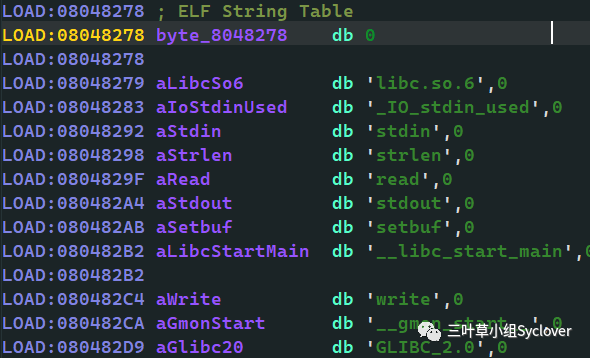 LOAD:08048278 ; ELF String Table
LOAD:08048278 byte_8048278 db 0
LOAD:08048278
LOAD:08048279 aLibcSo6 db 'libc.so.6',0
LOAD:08048283 aIoStdinUsed db '_IO_stdin_used',0
LOAD:08048292 aStdin db 'stdin',0
LOAD:08048298 aStrlen db 'strlen',0
LOAD:0804829F aRead db 'read',0
LOAD:080482A4 aStdout db 'stdout',0
LOAD:080482AB aSetbuf db 'setbuf',0
LOAD:080482B2 aLibcStartMain db '__libc_start_main',0
LOAD:080482B2
LOAD:080482C4 aWrite db 'write',0
LOAD:080482CA aGmonStart db '__gmon_start__',0
LOAD:080482D9 aGlibc20 db 'GLIBC_2.0',0
三叶草小组Syclover